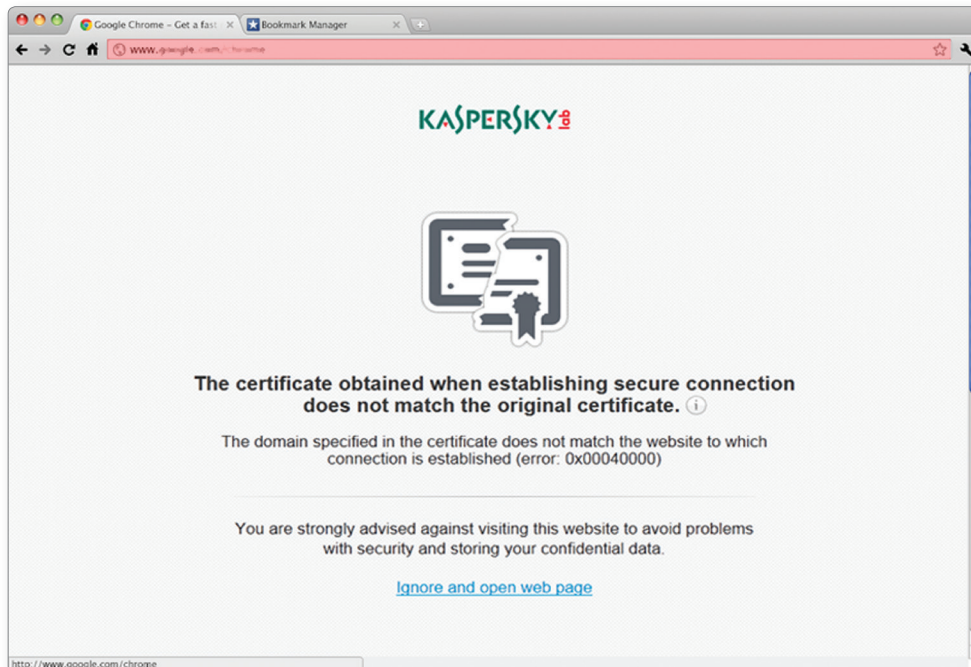 Google Chrome – Get a fast
Bookmark Manager
www.google.com/chrome
KASPERSKY lab
The certificate obtained when establishing secure connection
does not match the original certificate. i
The domain specified in the certificate does not match the website to which
connection is established (error: 0x00040000)
You are strongly advised against visiting this website to avoid problems
with security and storing your confidential data.
Ignore and open web page
http://www.google.com/chrome